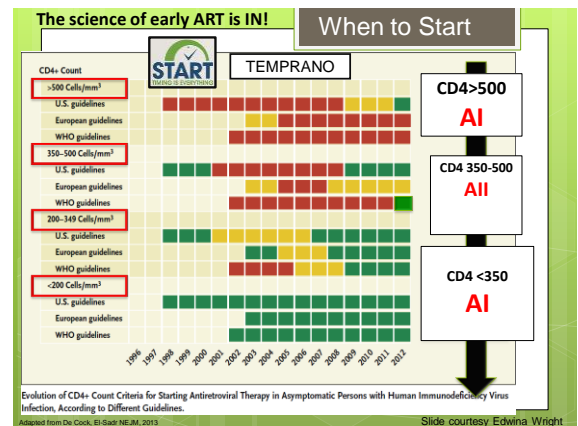 The science of early ART is IN!
When to Start
START
TIMING IS EVERYTHING
TEMPRANO
CD4+ Count
>500 Cells/mm³
U.S. guidelines
European guidelines
WHO guidelines
350–500 Cells/mm³
U.S. guidelines
European guidelines
WHO guidelines
200–349 Cells/mm³
U.S. guidelines
European guidelines
WHO guidelines
<200 Cells/mm³
U.S. guidelines
European guidelines
WHO guidelines
1996 1997 1998 1999 2000 2001 2002 2003 2004 2005 2006 2007 2008 2009 2010 2011 2012
CD4>500
AI
CD4 350-500
AII
CD4 <350
AI
Evolution of CD4+ Count Criteria for Starting Antiretroviral Therapy in Asymptomatic Persons with Human Immunodeficiency Virus
Infection, According to Different Guidelines.
Adapted from De Cock, El-Sadr NEJM, 2013
Slide courtesy Edwina Wright